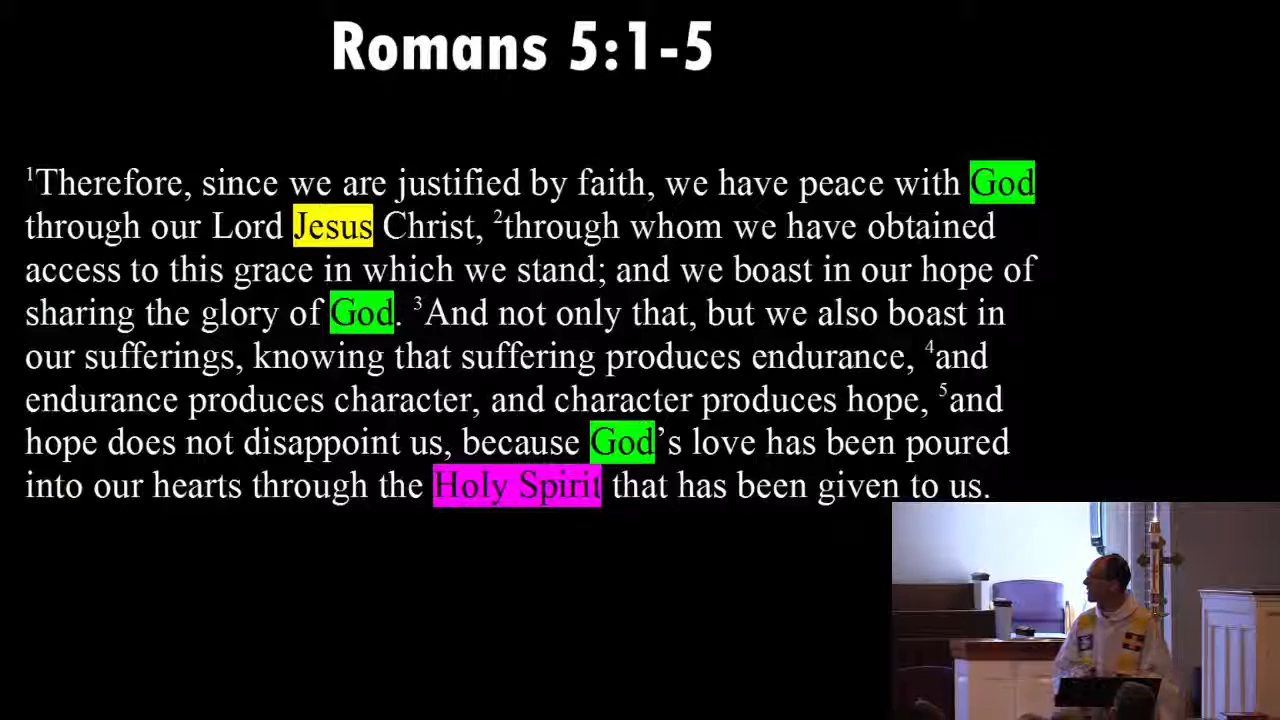 Romans 5:1-5
¹Therefore, since we are justified by faith, we have peace with God
through our Lord Jesus Christ, ²through whom we have obtained
access to this grace in which we stand; and we boast in our hope of
sharing the glory of God. ³And not only that, but we also boast in
our sufferings, knowing that suffering produces endurance, ⁴and
endurance produces character, and character produces hope, ⁵and
hope does not disappoint us, because God’s love has been poured
into our hearts through the Holy Spirit that has been given to us.